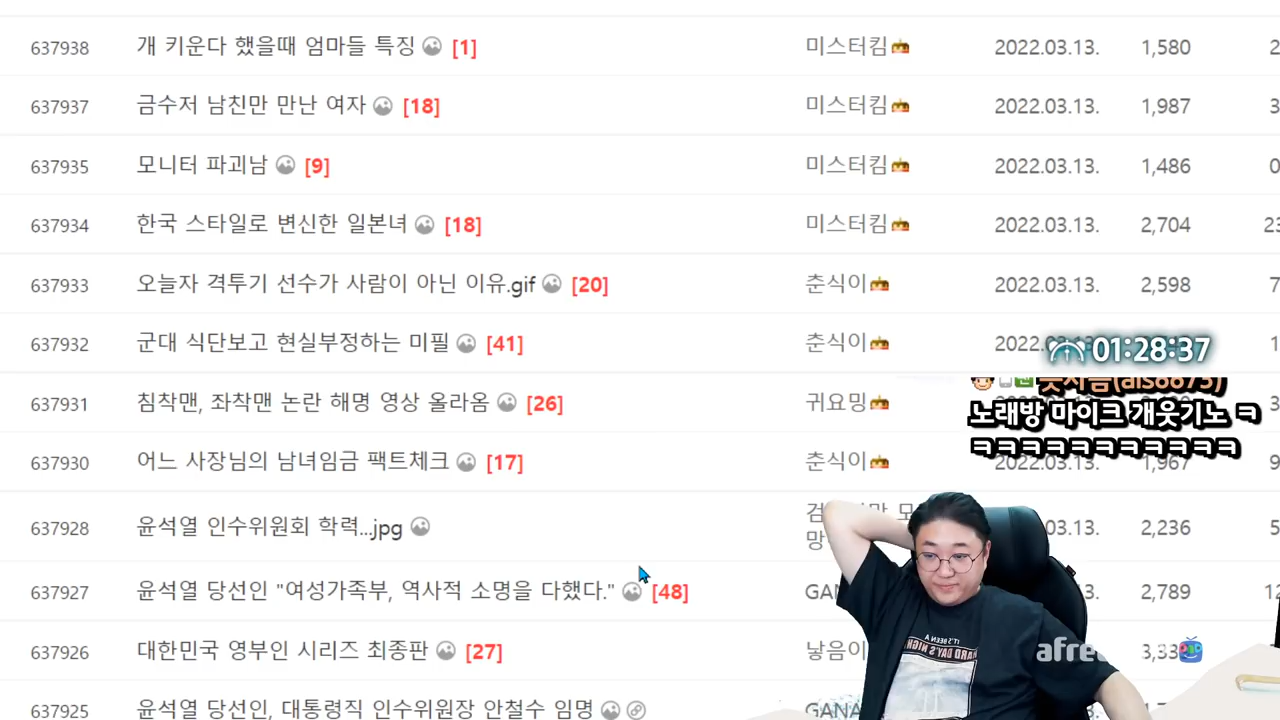 637938 개 키운다 했을때 엄마들 특징 [1] 미스터킴 2022.03.13. 1,580
637937 금수저 남친만 만난 여자 [18] 미스터킴 2022.03.13. 1,987
637935 모니터 파괴남 [9] 미스터킴 2022.03.13. 1,486 0
637934 한국 스타일로 변신한 일본녀 [18] 미스터킴 2022.03.13. 2,704
637933 오늘자 격투기 선수가 사람이 아닌 이유.gif [20] 춘식이 2022.03.13. 2,598
637932 군대 식단보고 현실부정하는 미필 [41] 춘식이
01:28:37
637931 침착맨, 좌착맨 논란 해명 영상 올라옴 [26] 귀요밍
노래방 마이크 개웃기노 ㅋ
ㅋㅋㅋㅋㅋㅋㅋㅋㅋㅋㅋ
637930 어느 사장님의 남녀임금 팩트체크 [17] 춘식이 2022.03.13. 1,967
637928 윤석열 인수위원회 학력...jpg 2,236
637927 윤석열 당선인 "여성가족부, 역사적 소명을 다했다." [48] 2,789
637926 대한민국 영부인 시리즈 최종판 [27]
637925 윤석열 당선인, 대통령직 인수위원장 안철수 임명
IT'S BEEN A
HARD DAY'S NIGHT